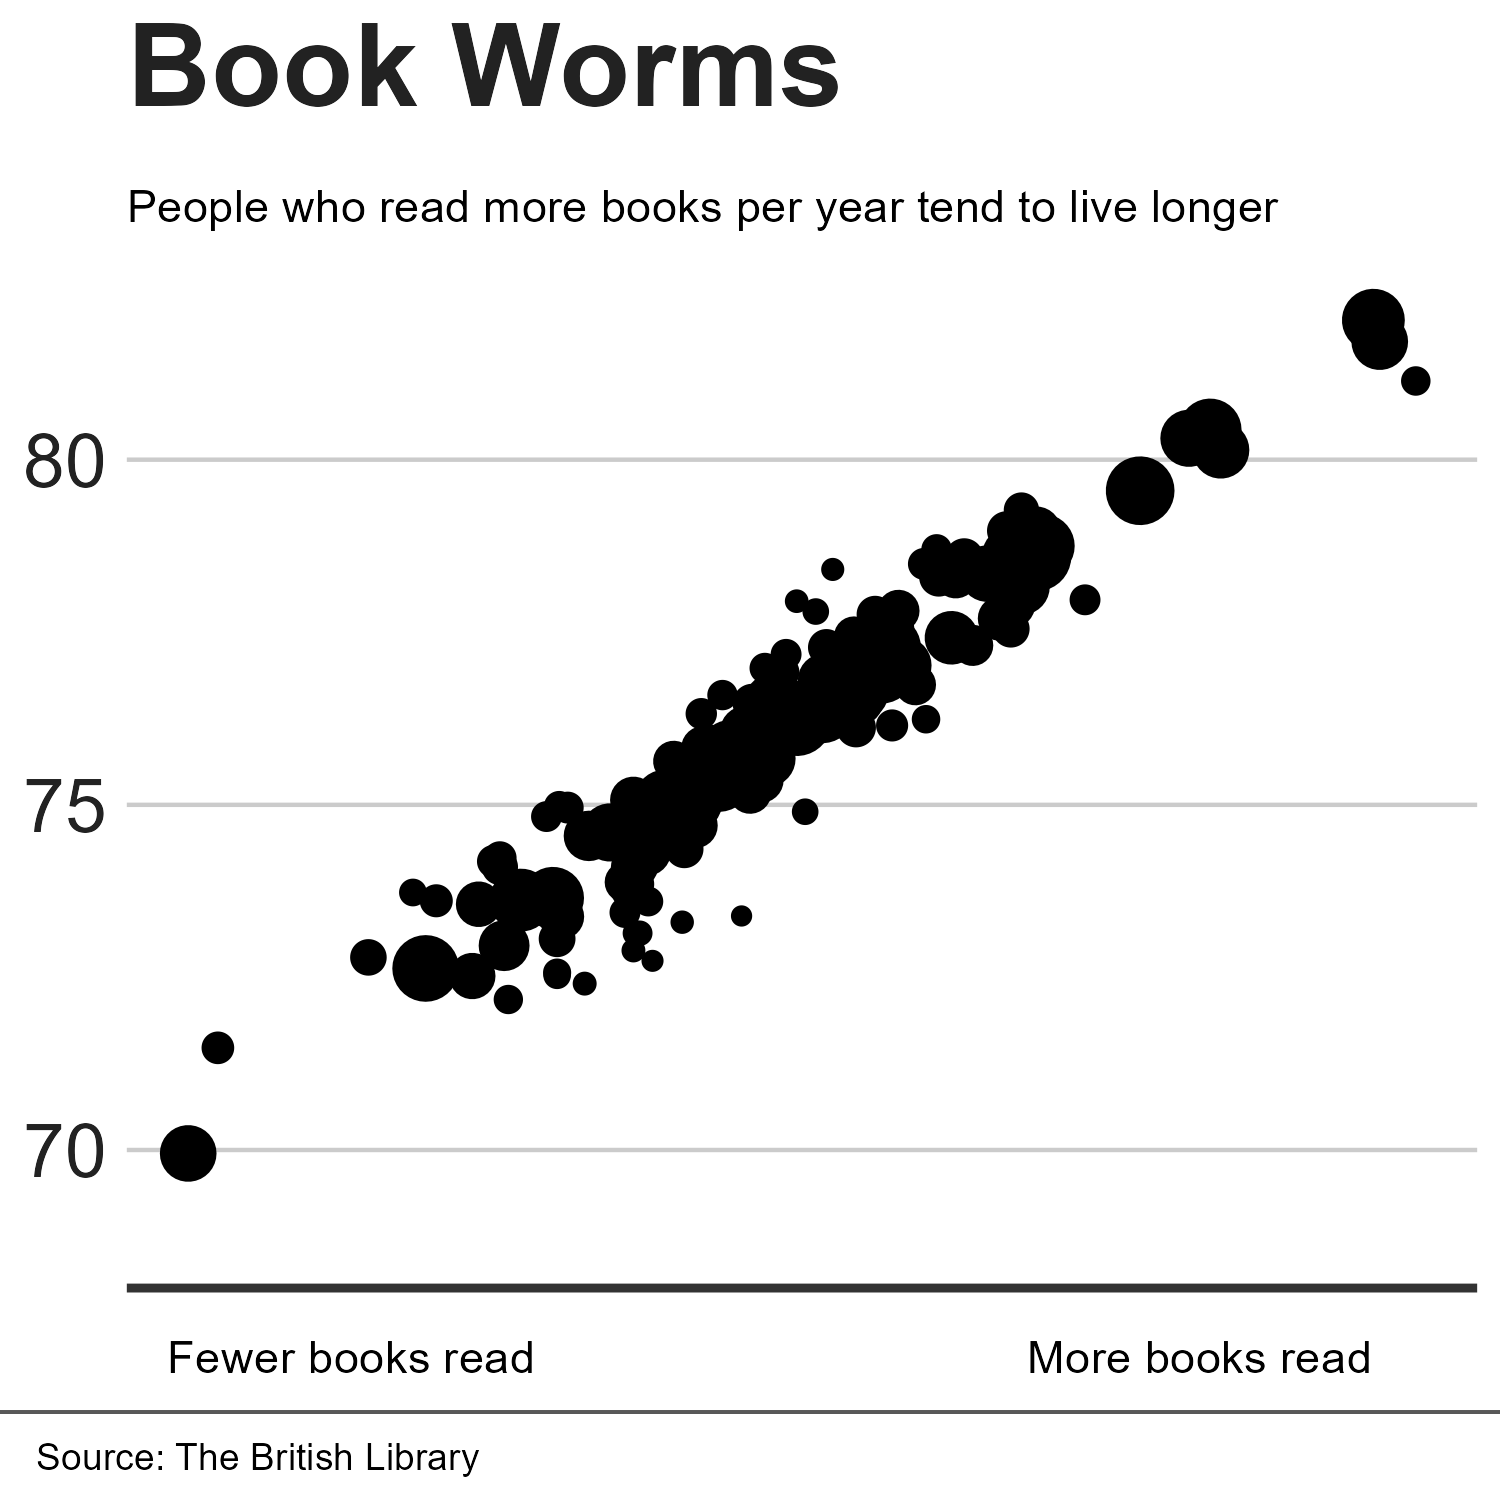 Book Worms
People who read more books per year tend to live longer
80
75
70
Fewer books read
More books read
Source: The British Library